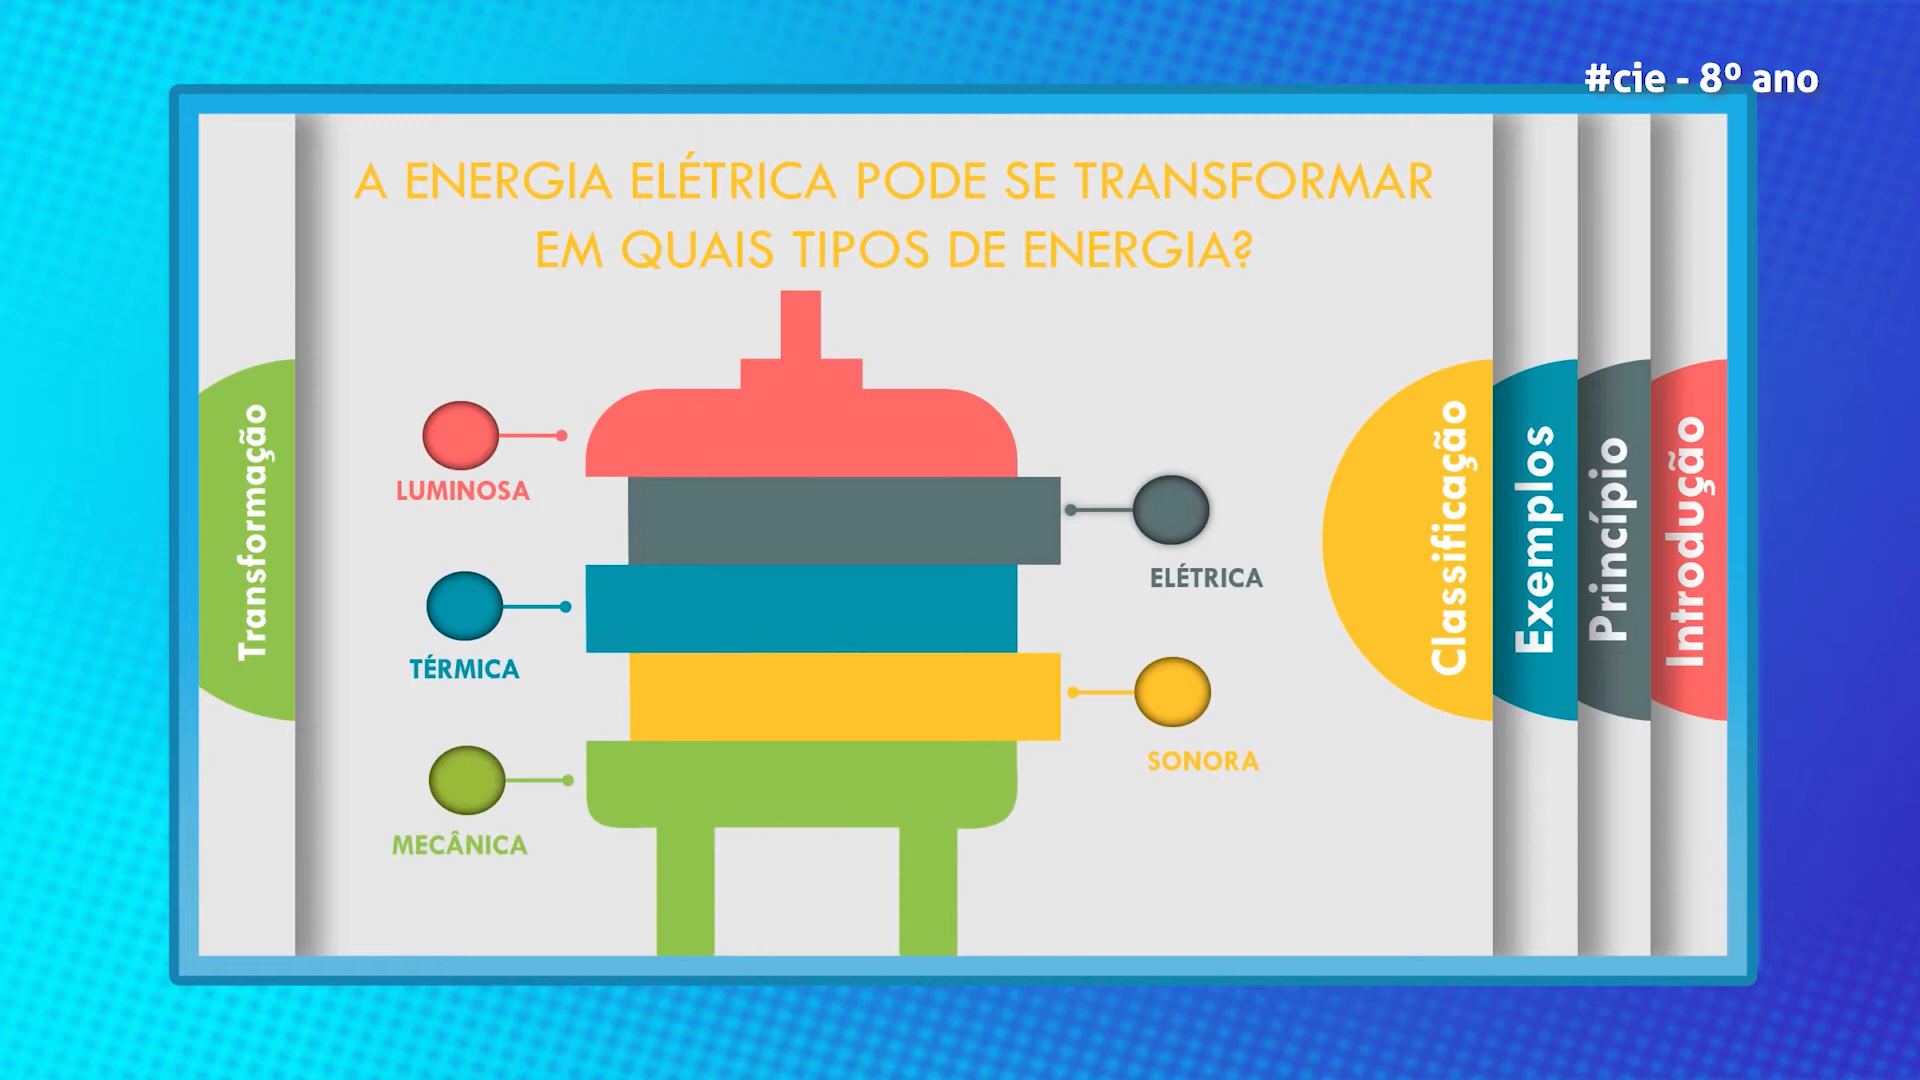 #cie - 8º ano
A ENERGIA ELÉTRICA PODE SE TRANSFORMAR
EM QUAIS TIPOS DE ENERGIA?
Transformação
LUMINOSA
ELÉTRICA
TÉRMICA
SONORA
MECÂNICA
Classificação
Exemplos
Princípio
Introdução